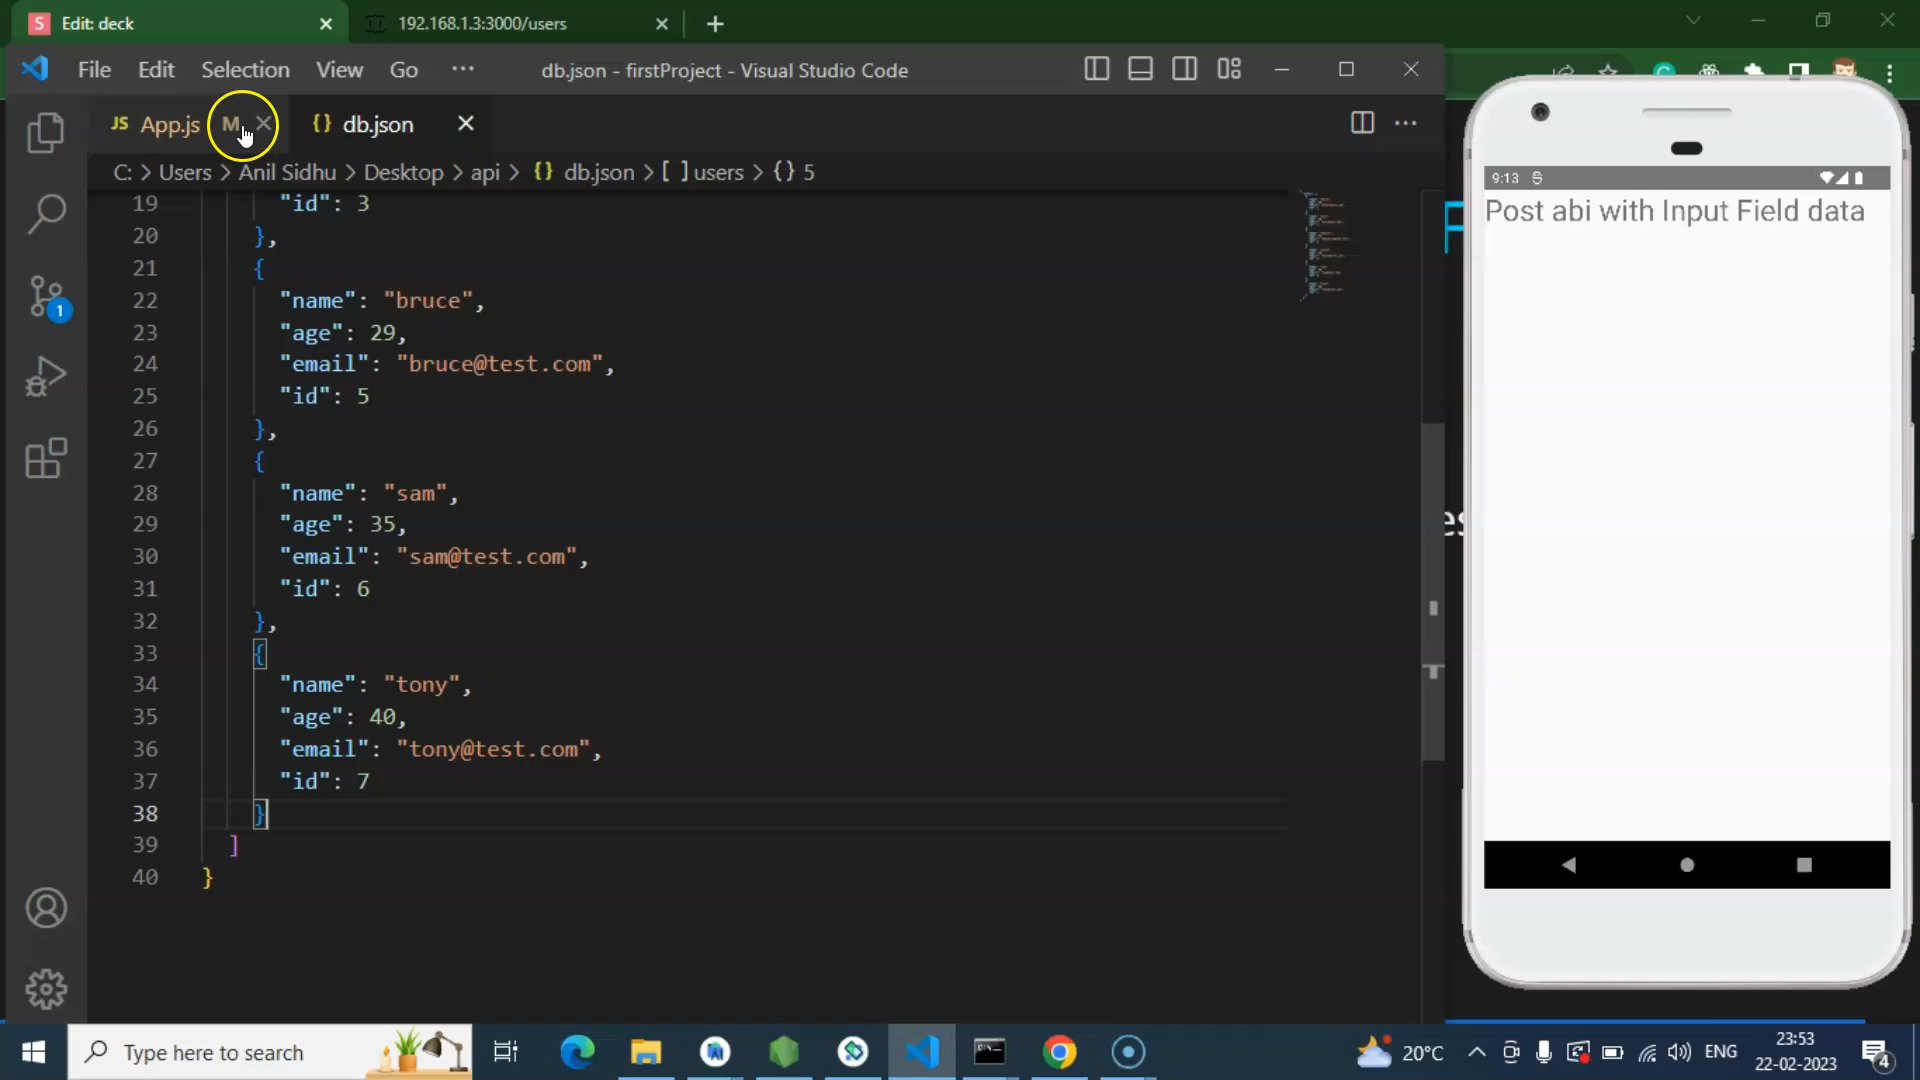 Edit: deck
192.168.1.3:3000/users
File Edit Selection View Go ··· db.json - firstProject - Visual Studio Code
JS App.js M {} db.json
C: > Users > Anil Sidhu > Desktop > api > {} db.json > [ ] users > {} 5
19 "id": 3
20 },
21 {
22 "name": "bruce",
23 "age": 29,
24 "email": "bruce@test.com",
25 "id": 5
26 },
27 {
28 "name": "sam",
29 "age": 35,
30 "email": "sam@test.com",
31 "id": 6
32 },
33 {
34 "name": "tony",
35 "age": 40,
36 "email": "tony@test.com",
37 "id": 7
38 }
39 ]
40 }
1
9:13
Post abi with Input Field data
Type here to search
20°C
ENG
23:53
22-02-2023
4